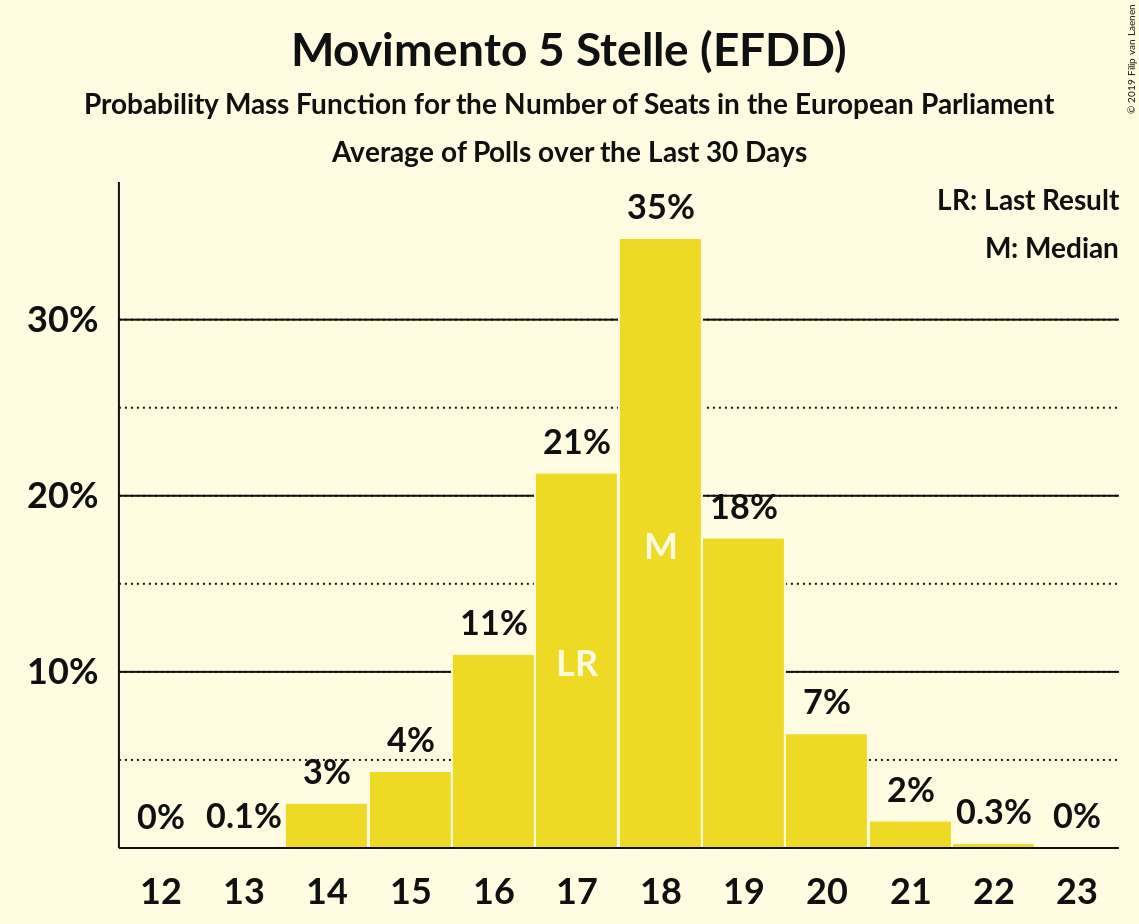 Movimento 5 Stelle (EFDD)
Probability Mass Function for the Number of Seats in the European Parliament
Average of Polls over the Last 30 Days
© 2019 Filip van Laenen
LR: Last Result
M: Median
35%
30%
21%
20%
18%
M
11%
LR
10%
7%
4%
3%
2%
0% 0.1% 0.3% 0%
12 13 14 15 16 17 18 19 20 21 22 23